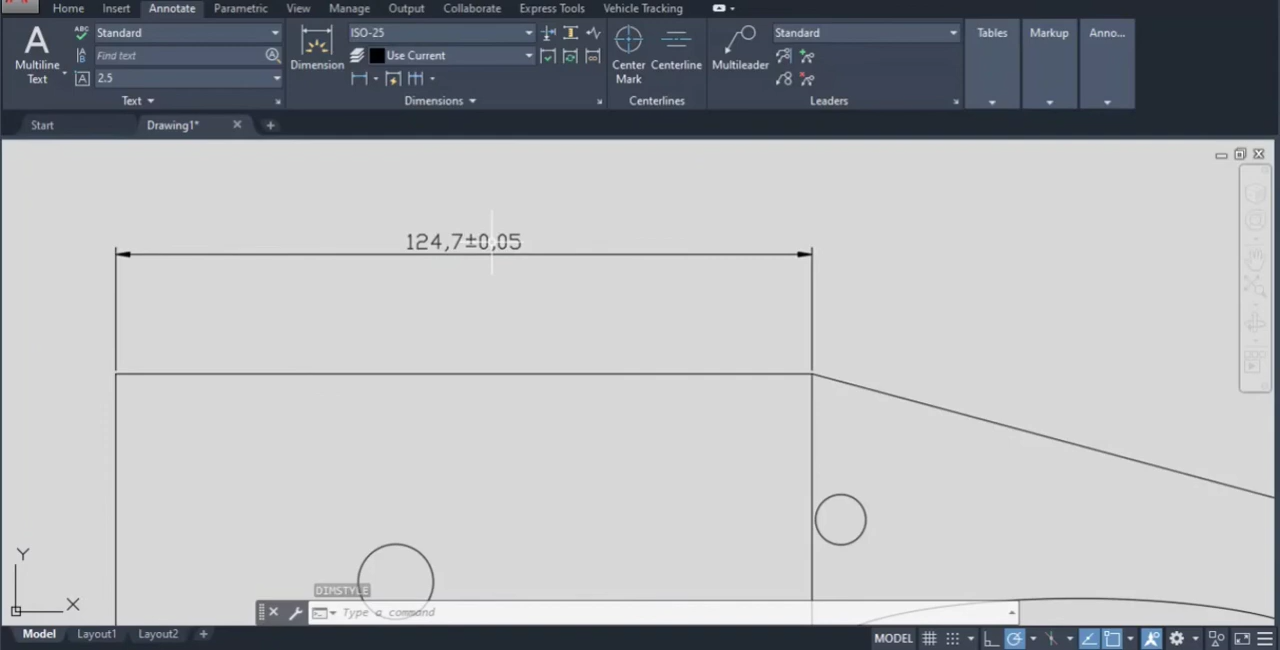 Home Insert Annotate Parametric View Manage Output Collaborate Express Tools Vehicle Tracking
ABC Standard ISO-25 Standard Tables Markup Anno...
A Find text Use Current
Multiline Text Dimension Center Mark Centerline Multileader
A 2.5
Text Dimensions Centerlines Leaders
Start Drawing1*
124,7±0,05
Y
X
DIMSTYLE
Type a command
Model Layout1 Layout2 MODEL